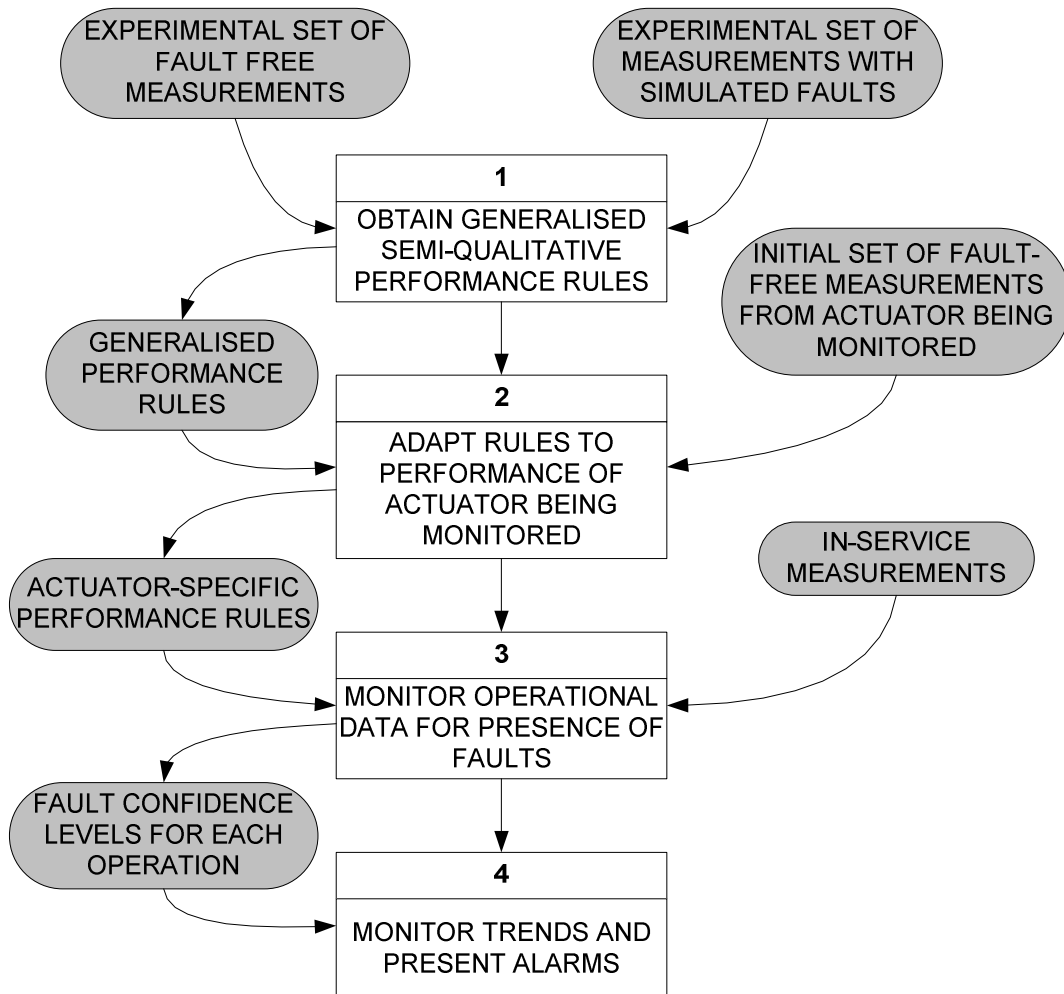 EXPERIMENTAL SET OF
FAULT FREE
MEASUREMENTS
EXPERIMENTAL SET OF
MEASUREMENTS WITH
SIMULATED FAULTS
1
OBTAIN GENERALISED
SEMI-QUALITATIVE
PERFORMANCE RULES
INITIAL SET OF FAULT-
FREE MEASUREMENTS
FROM ACTUATOR BEING
MONITORED
GENERALISED
PERFORMANCE
RULES
2
ADAPT RULES TO
PERFORMANCE OF
ACTUATOR BEING
MONITORED
IN-SERVICE
MEASUREMENTS
ACTUATOR-SPECIFIC
PERFORMANCE RULES
3
MONITOR OPERATIONAL
DATA FOR PRESENCE OF
FAULTS
FAULT CONFIDENCE
LEVELS FOR EACH
OPERATION
4
MONITOR TRENDS AND
PRESENT ALARMS